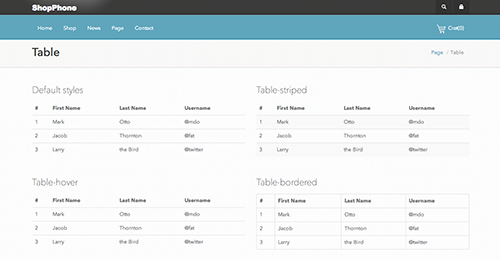 ShopPhone
Home Shop News Page Contact Crat(0)
Table
Page / Table
Default styles
# First Name Last Name Username
1 Mark Otto @mdo
2 Jacob Thornton @fat
3 Larry the Bird @twitter
Table-striped
# First Name Last Name Username
1 Mark Otto @mdo
2 Jacob Thornton @fat
3 Larry the Bird @twitter
Table-hover
# First Name Last Name Username
1 Mark Otto @mdo
2 Jacob Thornton @fat
3 Larry the Bird @twitter
Table-bordered
# First Name Last Name Username
1 Mark Otto @mdo
2 Jacob Thornton @fat
3 Larry the Bird @twitter